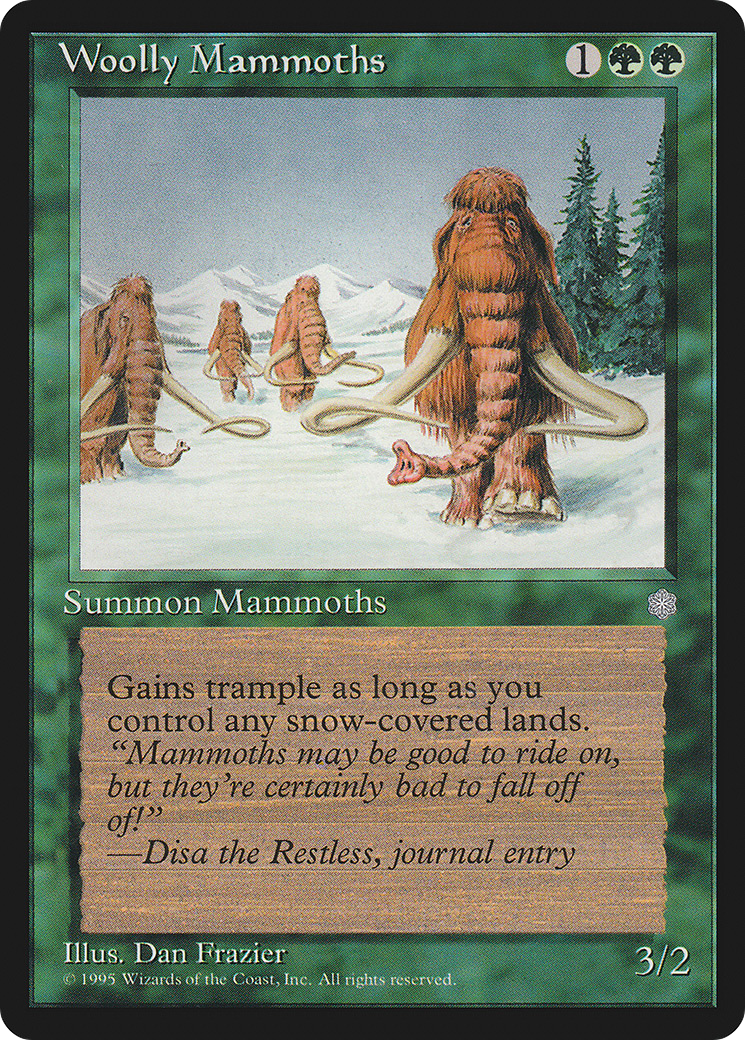 Woolly Mammoths
1
Summon Mammoths
Gains trample as long as you
control any snow-covered lands.
“Mammoths may be good to ride on,
but they’re certainly bad to fall off
of!”
—Disa the Restless, journal entry
Illus. Dan Frazier
3/2
© 1995 Wizards of the Coast, Inc. All rights reserved.